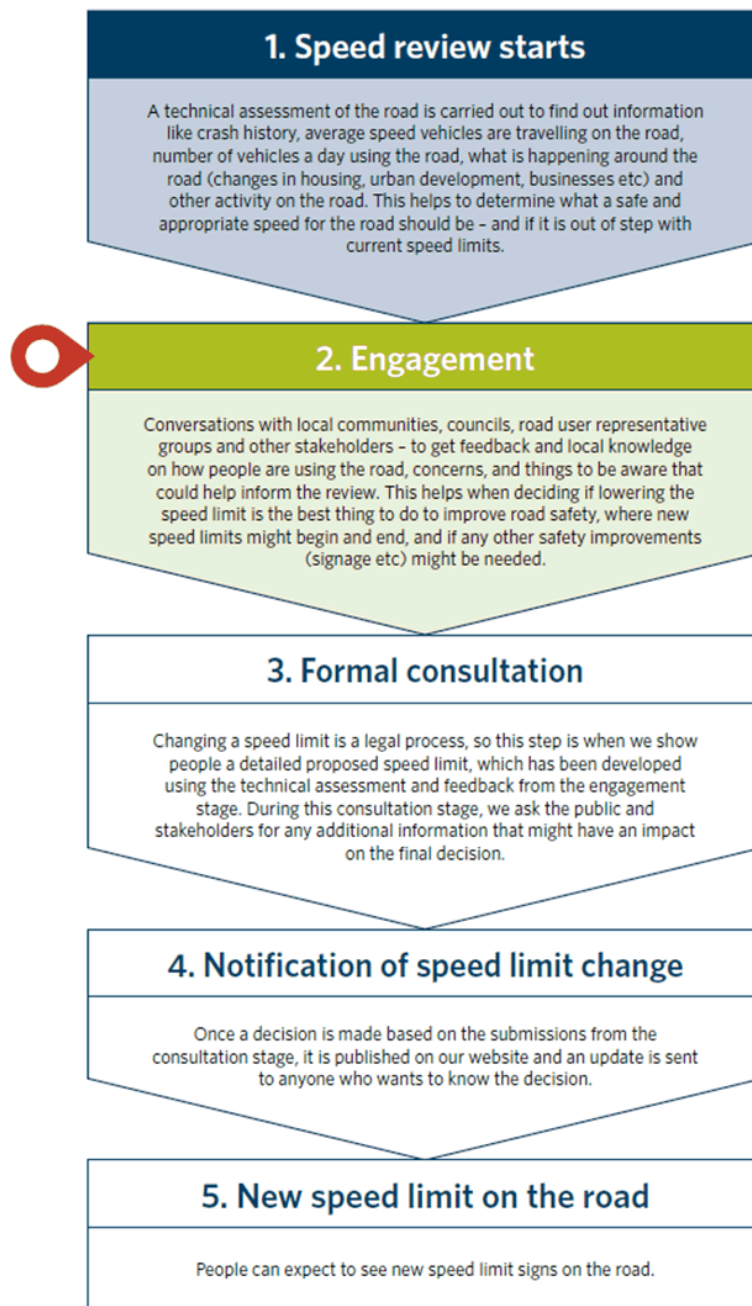 1. Speed review starts
A technical assessment of the road is carried out to find out information
like crash history, average speed vehicles are travelling on the road,
number of vehicles a day using the road, what is happening around the
road (changes in housing, urban development, businesses etc) and
other activity on the road. This helps to determine what a safe and
appropriate speed for the road should be – and if it is out of step with
current speed limits.
2. Engagement
Conversations with local communities, councils, road user representative
groups and other stakeholders – to get feedback and local knowledge
on how people are using the road, concerns, and things to be aware that
could help inform the review. This helps when deciding if lowering the
speed limit is the best thing to do to improve road safety, where new
speed limits might begin and end, and if any other safety improvements
(signage etc) might be needed.
3. Formal consultation
Changing a speed limit is a legal process, so this step is when we show
people a detailed proposed speed limit, which has been developed
using the technical assessment and feedback from the engagement
stage. During this consultation stage, we ask the public and
stakeholders for any additional information that might have an impact
on the final decision.
4. Notification of speed limit change
Once a decision is made based on the submissions from the
consultation stage, it is published on our website and an update is sent
to anyone who wants to know the decision.
5. New speed limit on the road
People can expect to see new speed limit signs on the road.